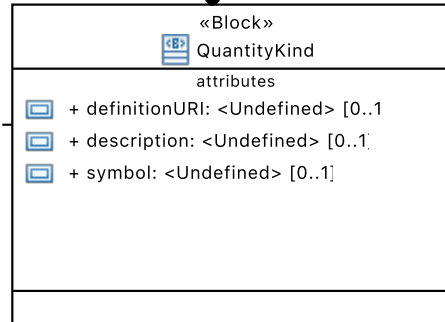 «Block»
<B> QuantityKind
attributes
+ definitionURI: <Undefined> [0..1
+ description: <Undefined> [0..1]
+ symbol: <Undefined> [0..1]